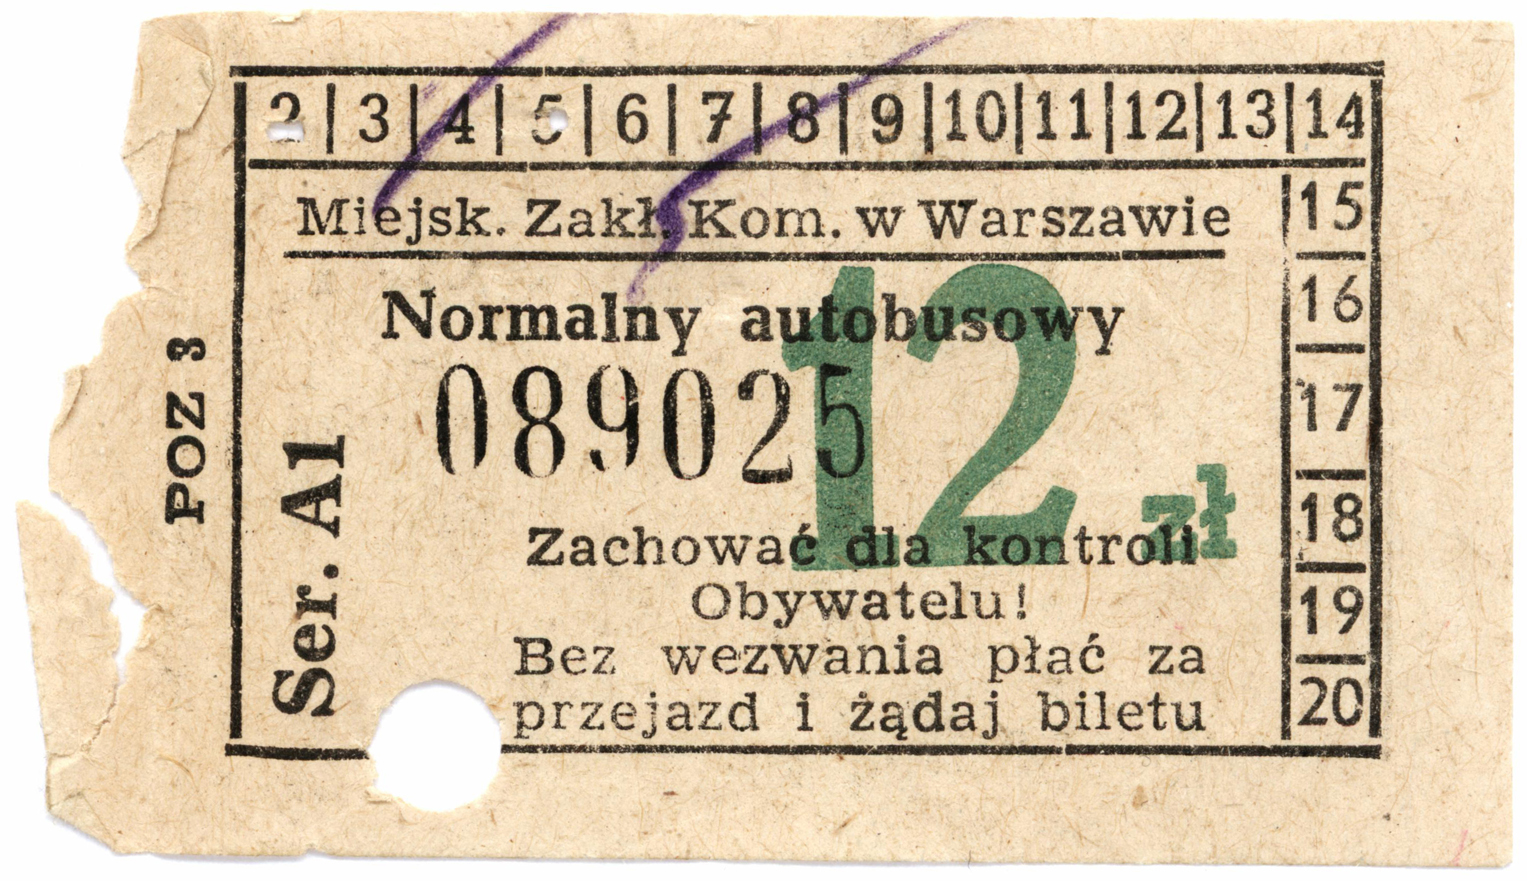 2 | 3 | 4 | 5 | 6 | 7 | 8 | 9 | 10 | 11 | 12 | 13 | 14
15
16
17
18
19
20
Miejsk. Zakł. Kom. w Warszawie
Normalny autobusowy
089025
12 zł
Zachować dla kontroli
Obywatelu!
Bez wezwania płać za
przejazd i żądaj biletu
Ser. A1
POZ 3